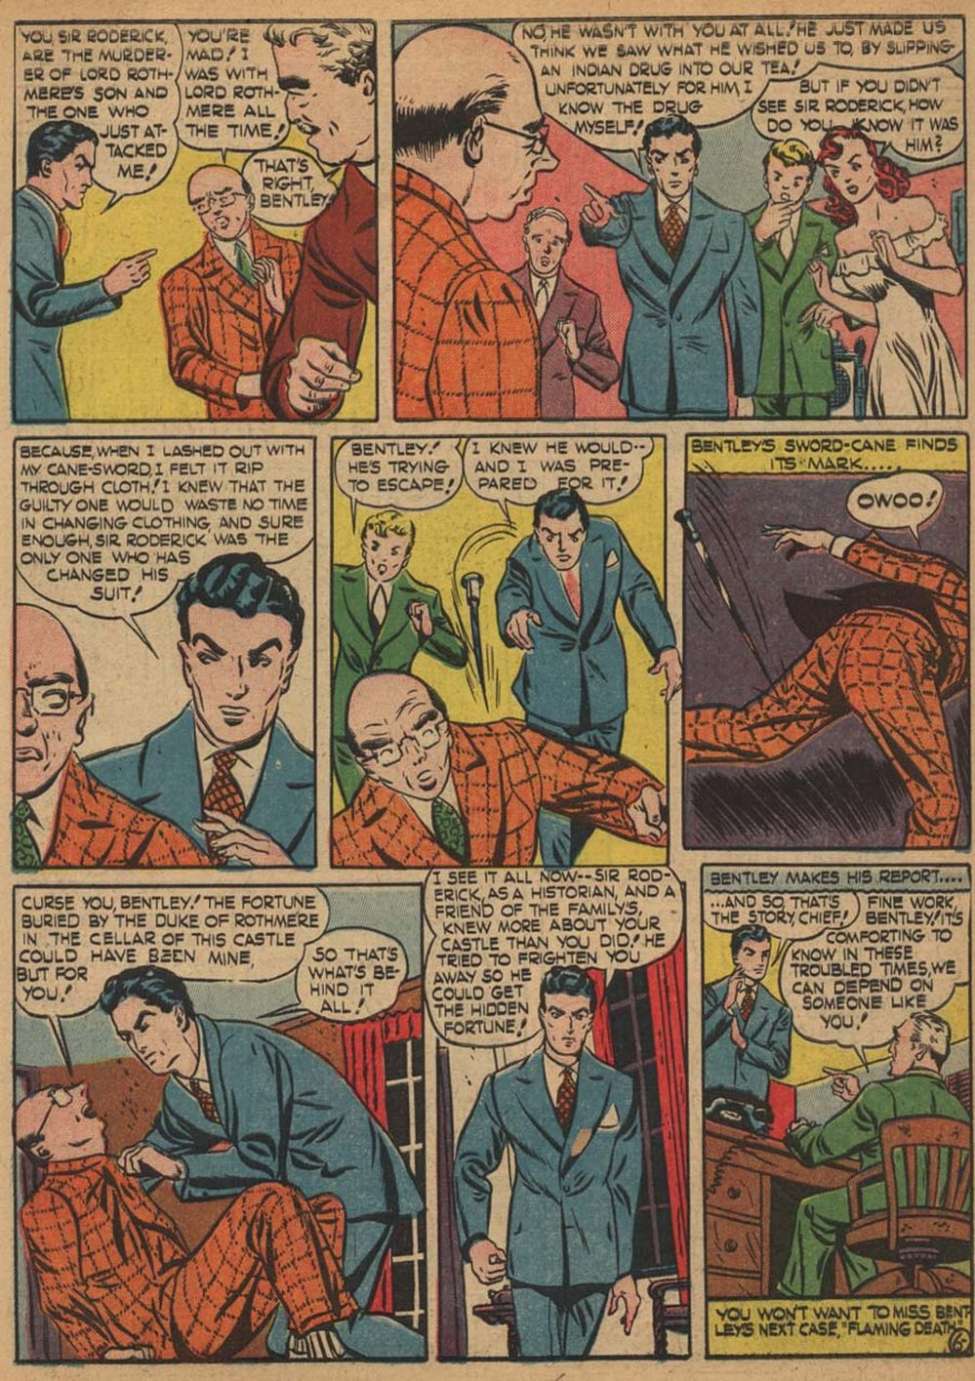 YOU SIR RODERICK,
ARE THE MURDER-
ER OF LORD ROTH-
MERE'S SON AND
THE ONE WHO
JUST AT-
TACKED
ME!
YOU'RE
MAD! I
WAS WITH
LORD ROTH-
MERE ALL
THE TIME!
THAT'S
RIGHT,
BENTLEY!
NO, HE WASN'T WITH YOU AT ALL! HE JUST MADE US
THINK WE SAW WHAT HE WISHED US TO, BY SLIPPING
AN INDIAN DRUG INTO OUR TEA!
UNFORTUNATELY FOR HIM, I
KNOW THE DRUG
MYSELF!
BUT IF YOU DIDN'T
SEE SIR RODERICK, HOW
DO YOU KNOW IT WAS
HIM?
BECAUSE, WHEN I LASHED OUT WITH
MY CANE-SWORD, I FELT IT RIP
THROUGH CLOTH! I KNEW THAT THE
GUILTY ONE WOULD WASTE NO TIME
IN CHANGING CLOTHING, AND SURE
ENOUGH, SIR RODERICK WAS THE
ONLY ONE WHO HAS
CHANGED HIS
SUIT!
BENTLEY!
HE'S TRYING
TO ESCAPE!
I KNEW HE WOULD--
AND I WAS PRE-
PARED FOR IT!
BENTLEY'S SWORD-CANE FINDS
ITS MARK.....
OWOO!
CURSE YOU, BENTLEY! THE FORTUNE
BURIED BY THE DUKE OF ROTHMERE
IN THE CELLAR OF THIS CASTLE
COULD HAVE BEEN MINE,
BUT FOR
YOU!
SO THAT'S
WHAT'S BE-
HIND IT
ALL!
I SEE IT ALL NOW--SIR ROD-
ERICK, AS A HISTORIAN, AND A
FRIEND OF THE FAMILY'S,
KNEW MORE ABOUT YOUR
CASTLE THAN YOU DID! HE
TRIED TO FRIGHTEN YOU
AWAY SO HE
COULD GET
THE HIDDEN
FORTUNE!
BENTLEY MAKES HIS REPORT....
...AND SO, THAT'S
THE STORY, CHIEF!
FINE WORK,
BENTLEY! IT'S
COMFORTING TO
KNOW IN THESE
TROUBLED TIMES, WE
CAN DEPEND ON
SOMEONE LIKE
YOU!
YOU WON'T WANT TO MISS BENT-
LEY'S NEXT CASE, "FLAMING DEATH"
6